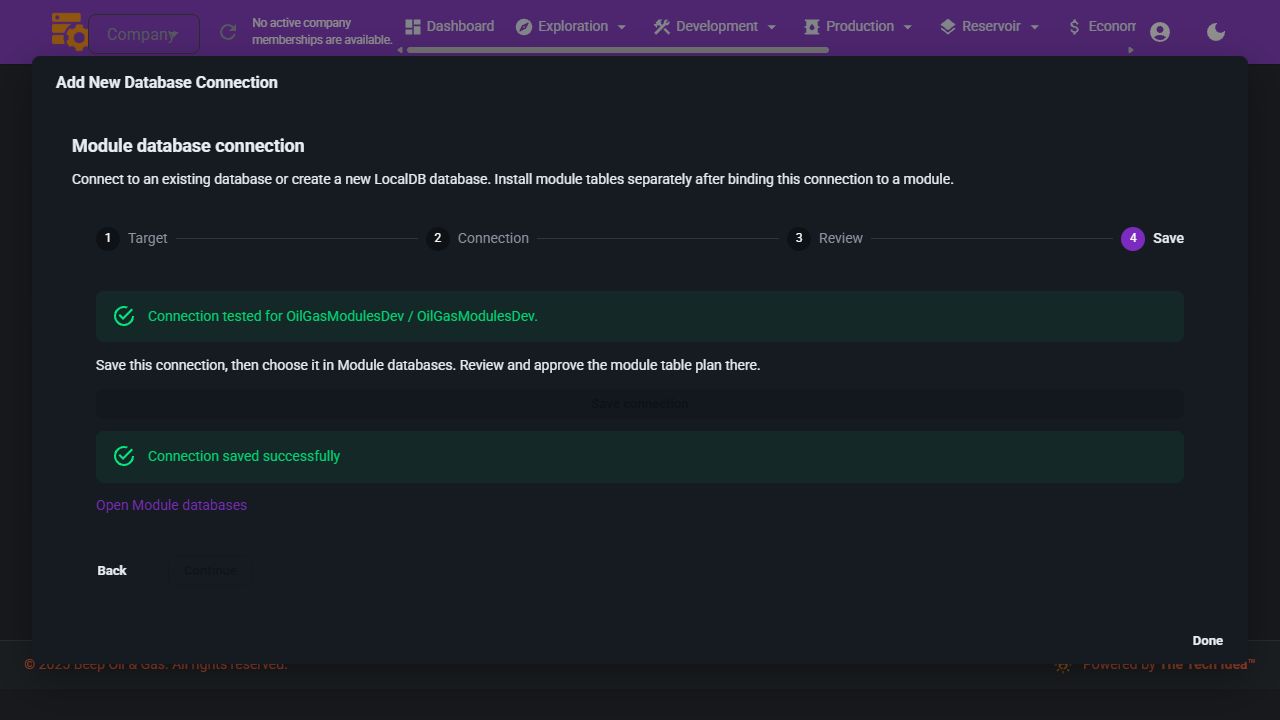 Company
No active company
memberships are available.
Dashboard
Exploration
Development
Production
Reservoir
Econom
Add New Database Connection
Module database connection
Connect to an existing database or create a new LocalDB database. Install module tables separately after binding this connection to a module.
1 Target
2 Connection
3 Review
4 Save
Connection tested for OilGasModulesDev / OilGasModulesDev.
Save this connection, then choose it in Module databases. Review and approve the module table plan there.
Save connection
Connection saved successfully
Open Module databases
Back
Continue
Done
© 2025 Beep Oil & Gas. All rights reserved.
Powered by The Tech Idea™